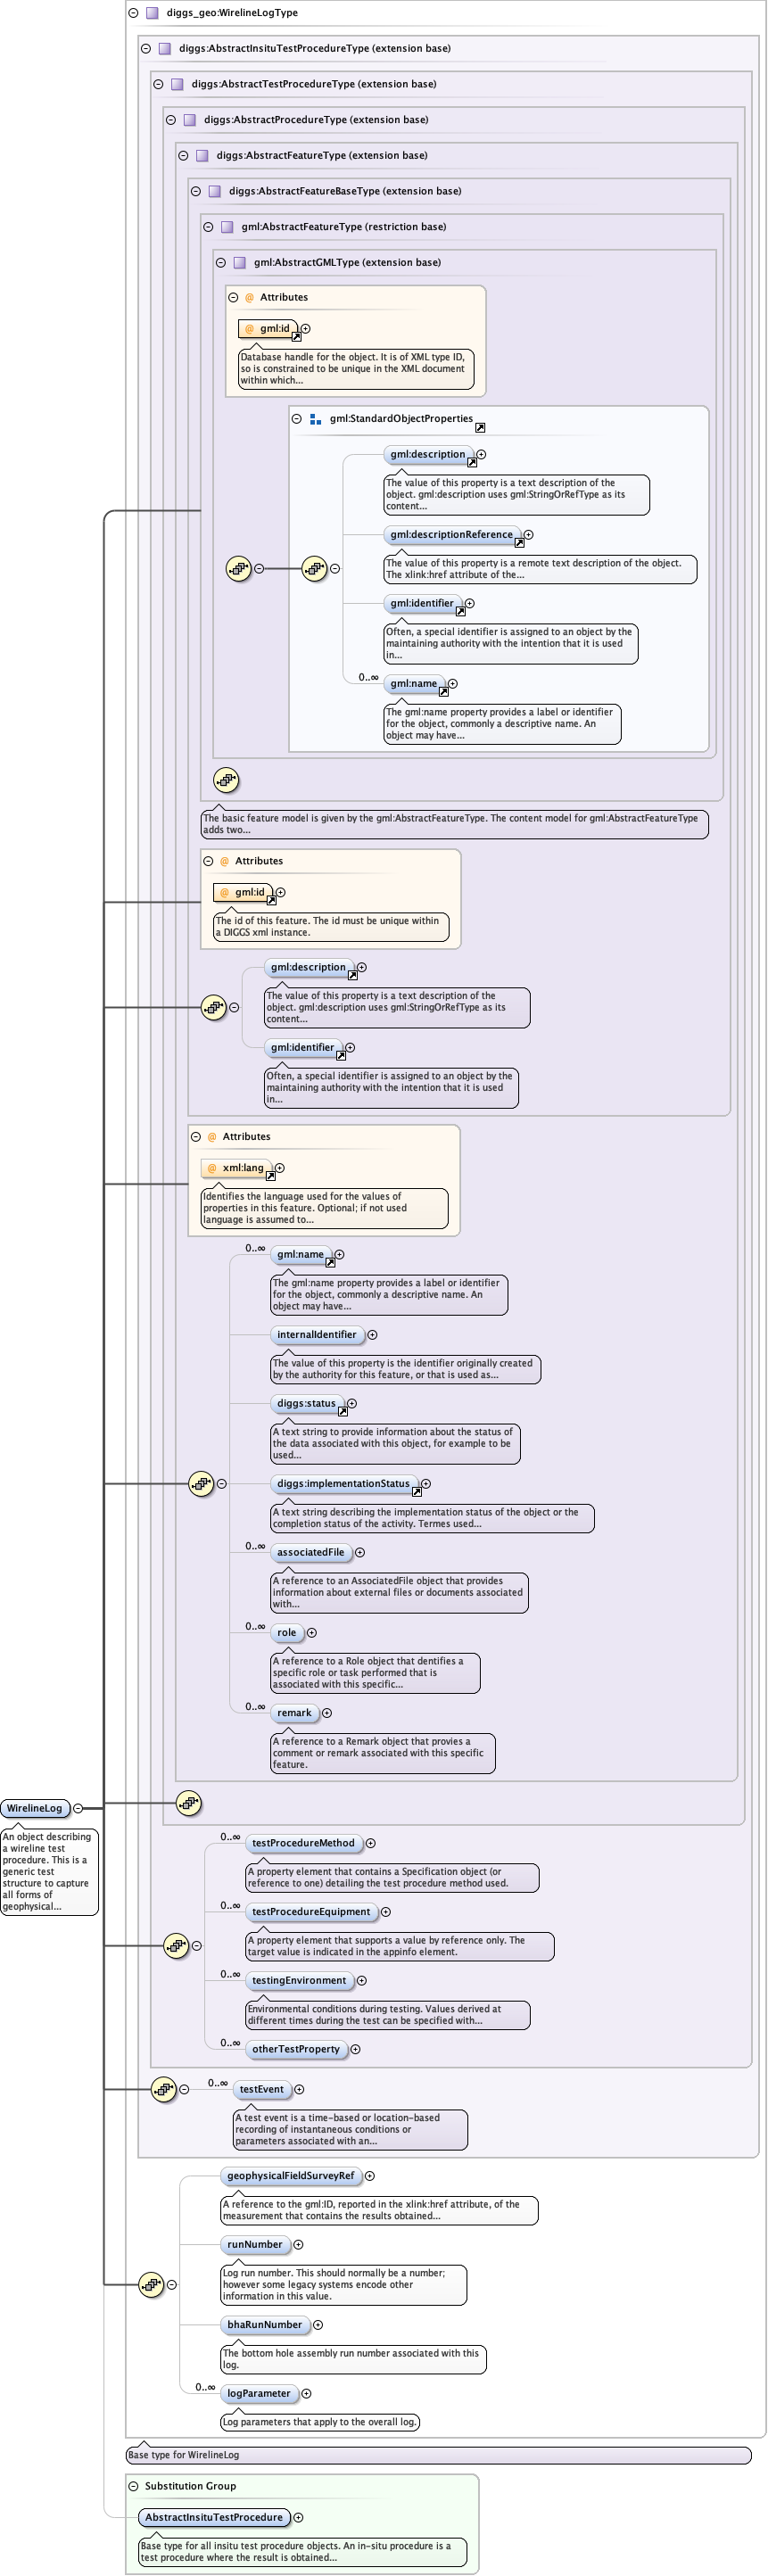 diggs_geo:WirelineLogType
diggs:AbstractInsituTestProcedureType (extension base)
diggs:AbstractTestProcedureType (extension base)
diggs:AbstractProcedureType (extension base)
diggs:AbstractFeatureType (extension base)
diggs:AbstractFeatureBaseType (extension base)
gml:AbstractFeatureType (restriction base)
gml:AbstractGMLType (extension base)
@ Attributes
@ gml:id
Database handle for the object. It is of XML type ID,
so is constrained to be unique in the XML document
within which...
gml:StandardObjectProperties
gml:description
The value of this property is a text description of the
object. gml:description uses gml:StringOrRefType as its
content...
gml:descriptionReference
The value of this property is a remote text description of the object.
The xlink:href attribute of the...
gml:identifier
Often, a special identifier is assigned to an object by the
maintaining authority with the intention that it is used
in...
0..∞
gml:name
The gml:name property provides a label or identifier
for the object, commonly a descriptive name. An
object may have...
The basic feature model is given by the gml:AbstractFeatureType. The content model for gml:AbstractFeatureType
adds two...
@ Attributes
@ gml:id
The id of this feature. The id must be unique within
a DIGGS xml instance.
gml:description
The value of this property is a text description of the
object. gml:description uses gml:StringOrRefType as its
content...
gml:identifier
Often, a special identifier is assigned to an object by the
maintaining authority with the intention that it is used
in...
@ Attributes
@ xml:lang
Identifies the language used for the values of
properties in this feature. Optional; if not used
language is assumed to...
0..∞
gml:name
The gml:name property provides a label or identifier
for the object, commonly a descriptive name. An
object may have...
internalIdentifier
The value of this property is the identifier originally created
by the authority for this feature, or that is used as...
diggs:status
A text string to provide information about the status of
the data associated with this object, for example to be
used...
diggs:implementationStatus
A text string describing the implementation status of the object or the
completion status of the activity. Termes used...
0..∞
associatedFile
A reference to an AssociatedFile object that provides
information about external files or documents associated
with...
0..∞
role
A reference to a Role object that dentifies a
specific role or task performed that is
associated with this specific...
0..∞
remark
A reference to a Remark object that provies a
comment or remark associated with this specific
feature.
WirelineLog
An object describing
a wireline test
procedure. This is a
generic test
structure to capture
all forms of
geophysical...
0..∞
testProcedureMethod
A property element that contains a Specification object (or
reference to one) detailing the test procedure method used.
0..∞
testProcedureEquipment
A property element that supports a value by reference only. The
target value is indicated in the appinfo element.
0..∞
testingEnvironment
Environmental conditions during testing. Values derived at
different times during the test can be specified with...
0..∞
otherTestProperty
0..∞
testEvent
A test event is a time-based or location-based
recording of instantaneous conditions or
parameters associated with an...
geophysicalFieldSurveyRef
A reference to the gml:ID, reported in the xlink:href attribute, of the
measurement that contains the results obtained...
runNumber
Log run number. This should normally be a number;
however some legacy systems encode other
information in this value.
bhaRunNumber
The bottom hole assembly run number associated with this
log.
0..∞
logParameter
Log parameters that apply to the overall log.
Base type for WirelineLog
Substitution Group
AbstractInsituTestProcedure
Base type for all insitu test procedure objects. An in-situ procedure is a
test procedure where the result is obtained...